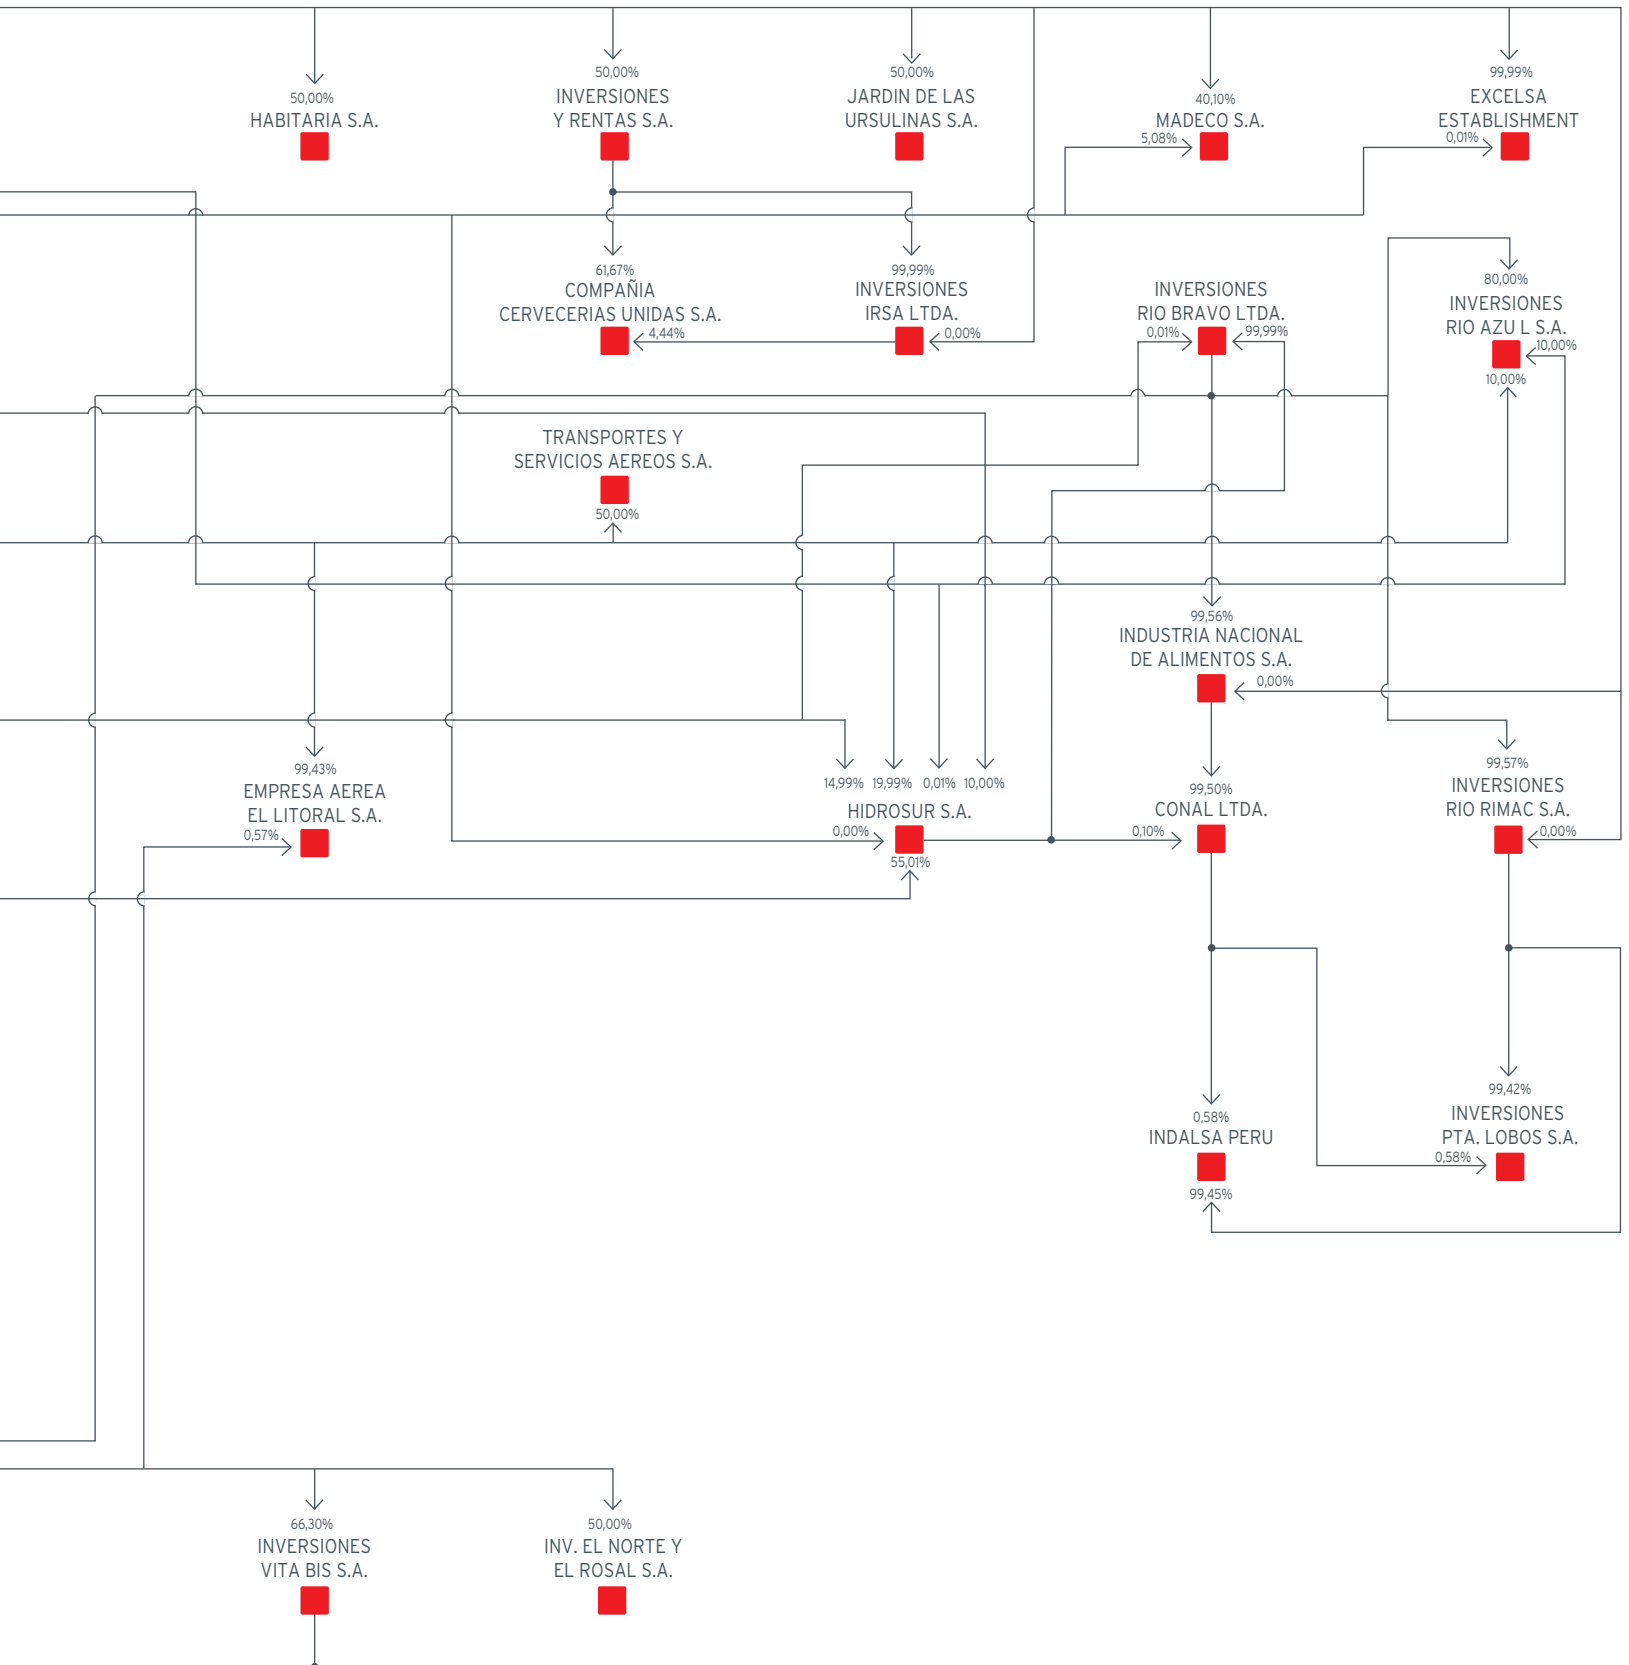 50,00%
HABITARIA S.A.
50,00%
INVERSIONES
Y RENTAS S.A.
50,00%
JARDIN DE LAS
URSULINAS S.A.
40,10%
MADECO S.A.
5,08%
99,99%
EXCELSA
ESTABLISHMENT
0,01%
61,67%
COMPAÑIA
CERVECERIAS UNIDAS S.A.
4,44%
99,99%
INVERSIONES
IRSA LTDA.
0,00%
INVERSIONES
RIO BRAVO LTDA.
0,01%
99,99%
80,00%
INVERSIONES
RIO AZU L S.A.
10,00%
10,00%
TRANSPORTES Y
SERVICIOS AEREOS S.A.
50,00%
99,56%
INDUSTRIA NACIONAL
DE ALIMENTOS S.A.
0,00%
99,43%
EMPRESA AEREA
EL LITORAL S.A.
0,57%
14,99% 19,99% 0,01% 10,00%
HIDROSUR S.A.
0,00%
55,01%
99,50%
CONAL LTDA.
0,10%
99,57%
INVERSIONES
RIO RIMAC S.A.
0,00%
0,58%
INDALSA PERU
99,45%
99,42%
INVERSIONES
PTA. LOBOS S.A.
0,58%
66,30%
INVERSIONES
VITA BIS S.A.
50,00%
INV. EL NORTE Y
EL ROSAL S.A.